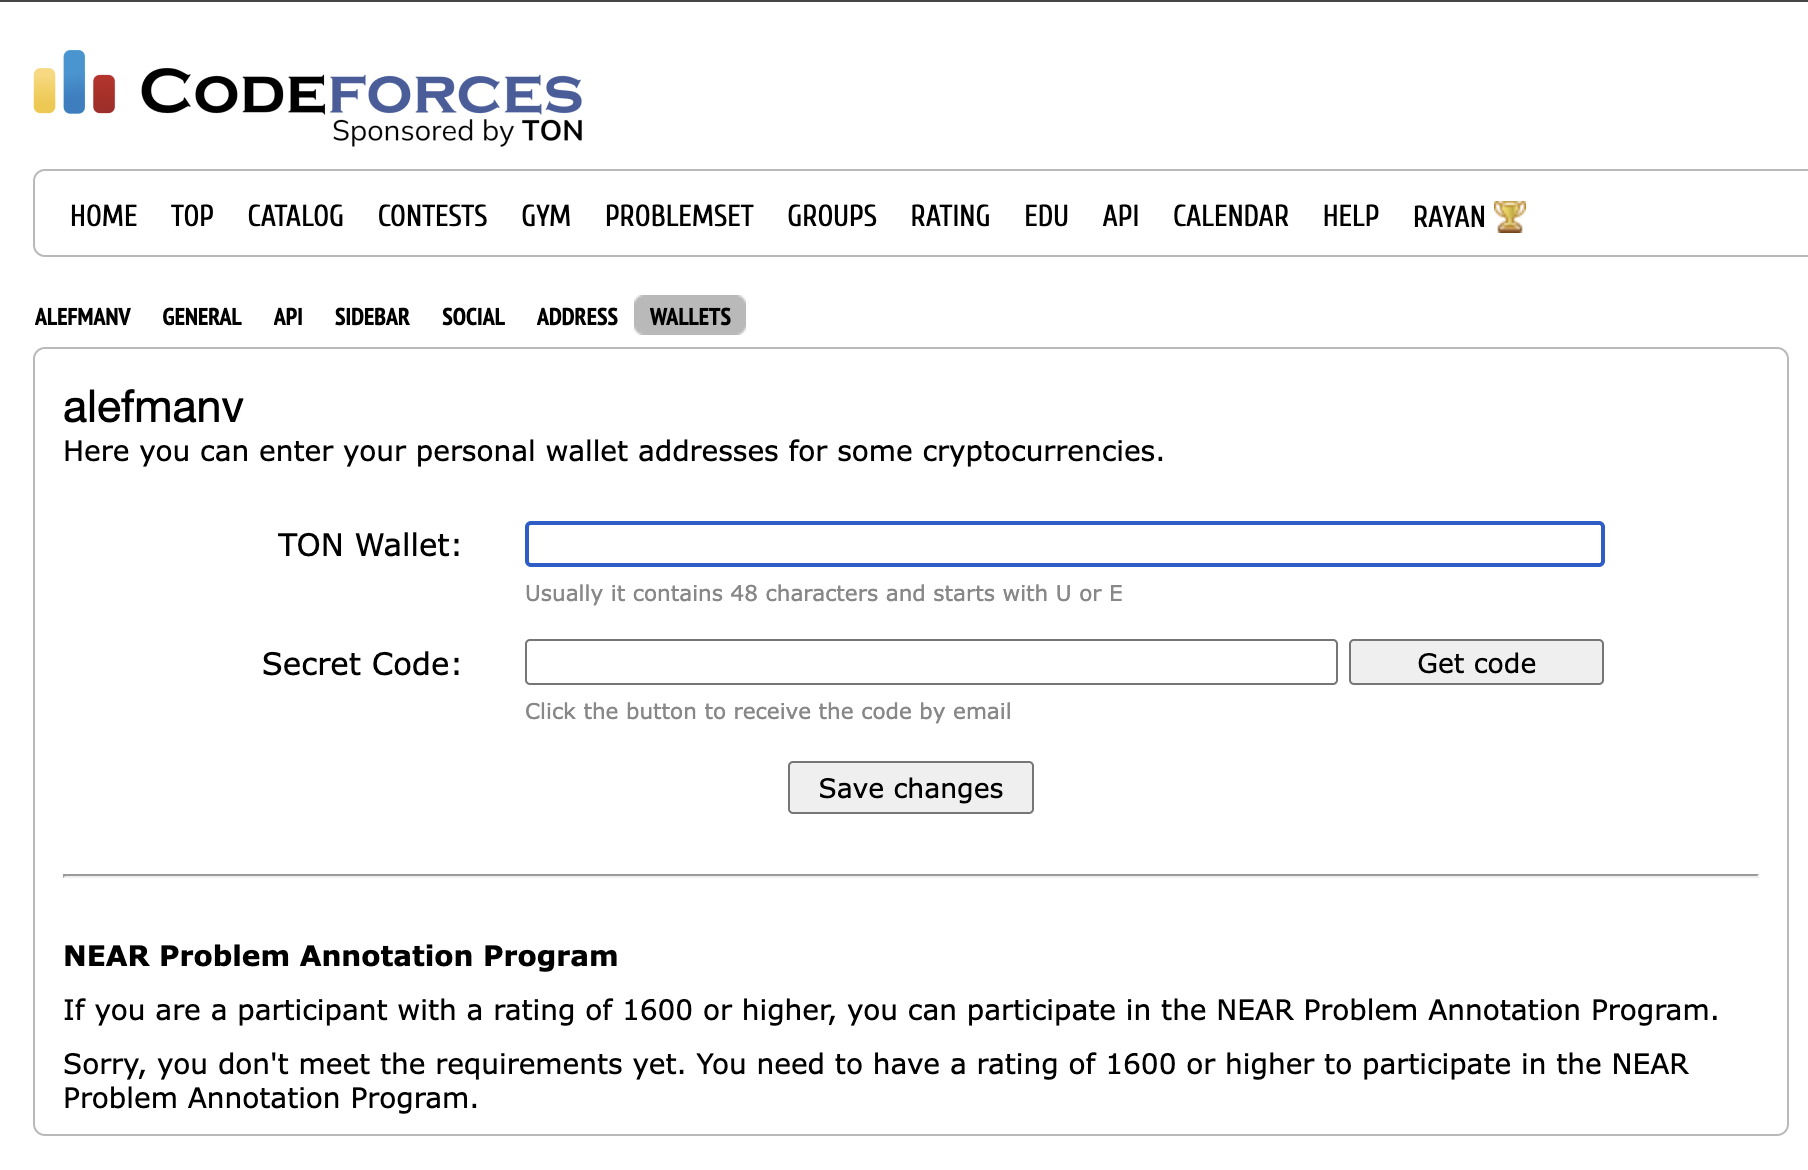 CODEFORCES
Sponsored by TON
HOME TOP CATALOG CONTESTS GYM PROBLEMSET GROUPS RATING EDU API CALENDAR HELP RAYAN
ALEFMANV GENERAL API SIDEBAR SOCIAL ADDRESS WALLETS
alefmanv
Here you can enter your personal wallet addresses for some cryptocurrencies.
TON Wallet:
Usually it contains 48 characters and starts with U or E
Secret Code: Get code
Click the button to receive the code by email
Save changes
NEAR Problem Annotation Program
If you are a participant with a rating of 1600 or higher, you can participate in the NEAR Problem Annotation Program.
Sorry, you don't meet the requirements yet. You need to have a rating of 1600 or higher to participate in the NEAR
Problem Annotation Program.